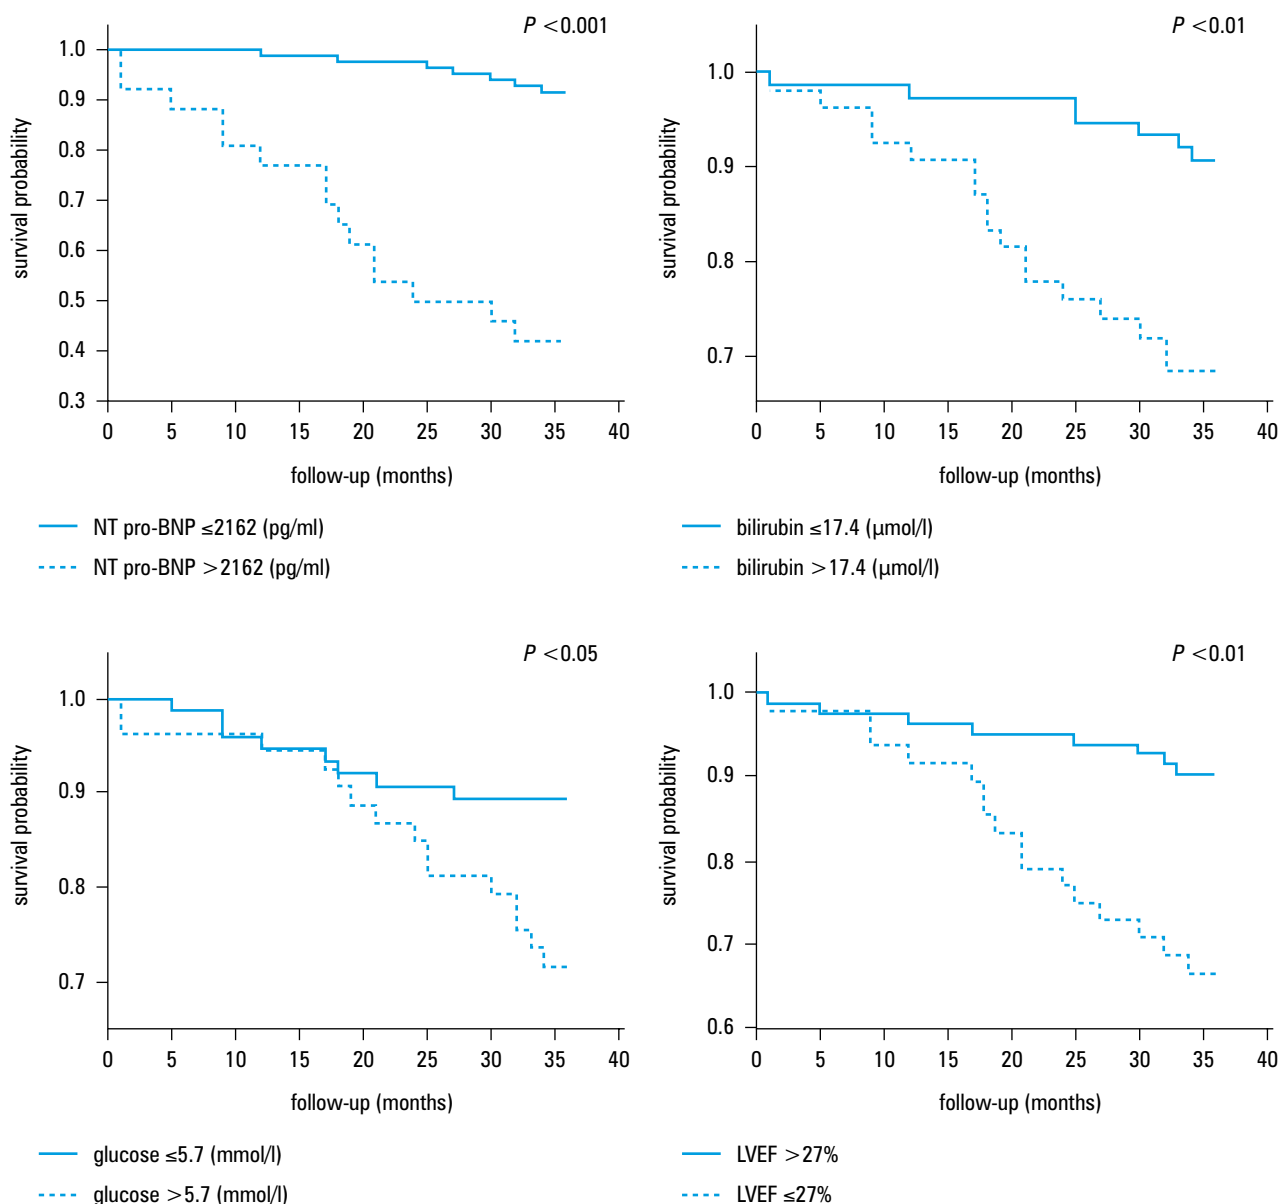 P <0.001
1.0
0.9
0.8
0.7
0.6
0.5
0.4
0.3
survival probability
0 5 10 15 20 25 30 35 40
follow-up (months)
NT pro-BNP ≤2162 (pg/ml)
NT pro-BNP >2162 (pg/ml)
P <0.01
1.0
0.9
0.8
0.7
survival probability
0 5 10 15 20 25 30 35 40
follow-up (months)
bilirubin ≤17.4 (μmol/l)
bilirubin >17.4 (μmol/l)
P <0.05
1.0
0.9
0.8
0.7
survival probability
0 5 10 15 20 25 30 35 40
follow-up (months)
glucose ≤5.7 (mmol/l)
glucose >5.7 (mmol/l)
P <0.01
1.0
0.9
0.8
0.7
0.6
survival probability
0 5 10 15 20 25 30 35 40
follow-up (months)
LVEF >27%
LVEF ≤27%